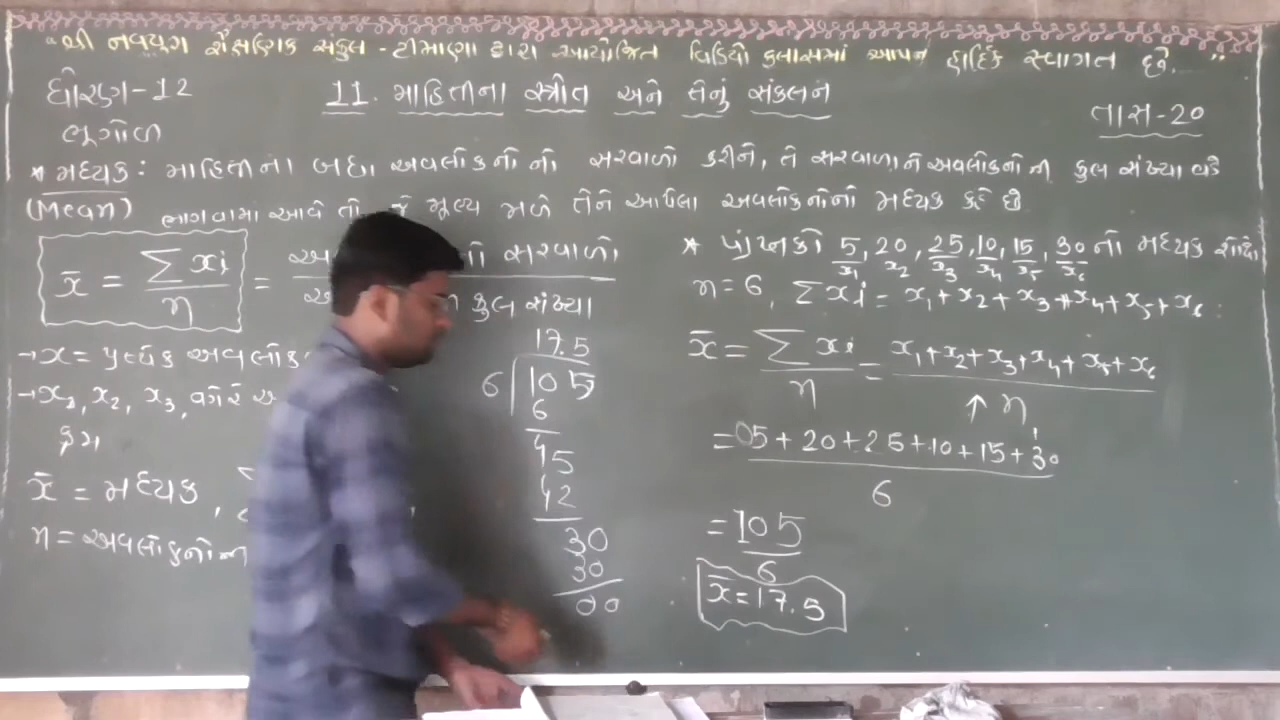 "શ્રી નવયુગ શૈક્ષણિક સંકુલ - ટીમાણા દ્વારા આયોજિત વિડિયો ક્લાસમાં આપનું હાર્દિક સ્વાગત છે. "
ધોરણ-12
11. માહિતીના સ્ત્રોત અને તેનું સંકલન
તાસ-20
ભૂગોળ
* મધ્યક : માહિતીના બધા અવલોકનોનો સરવાળો કરીને, તે સરવાળાને અવલોકનોની કુલ સંખ્યા વડે
(Mean) ભાગવામા આવે તો મૂલ્ય મળે તેને આપેલા અવલોકનોનો મધ્યક કહે છે
x̄ = ∑xi / n = સરવાળો / કુલ સંખ્યા
→ x = પ્રત્યેક
→ x1, x2, x3, વગેરે
ક્રમ
x̄ = મધ્યક ,
n = અવલોકનોની
17.5
6 105
6
45
42
30
30
00
* પ્રાપ્તાંકો 5, 20, 25, 10, 15, 30 નો મધ્યક શોધો
x1 x2 x3 x4 x5 x6
n = 6 , ∑xi = x1 + x2 + x3 + x4 + x5 + x6
x̄ = ∑xi / n = x1 + x2 + x3 + x4 + x5 + x6
↑ n
= 05 + 20 + 25 + 10 + 15 + 30
6
= 105
6
x̄ = 17.5